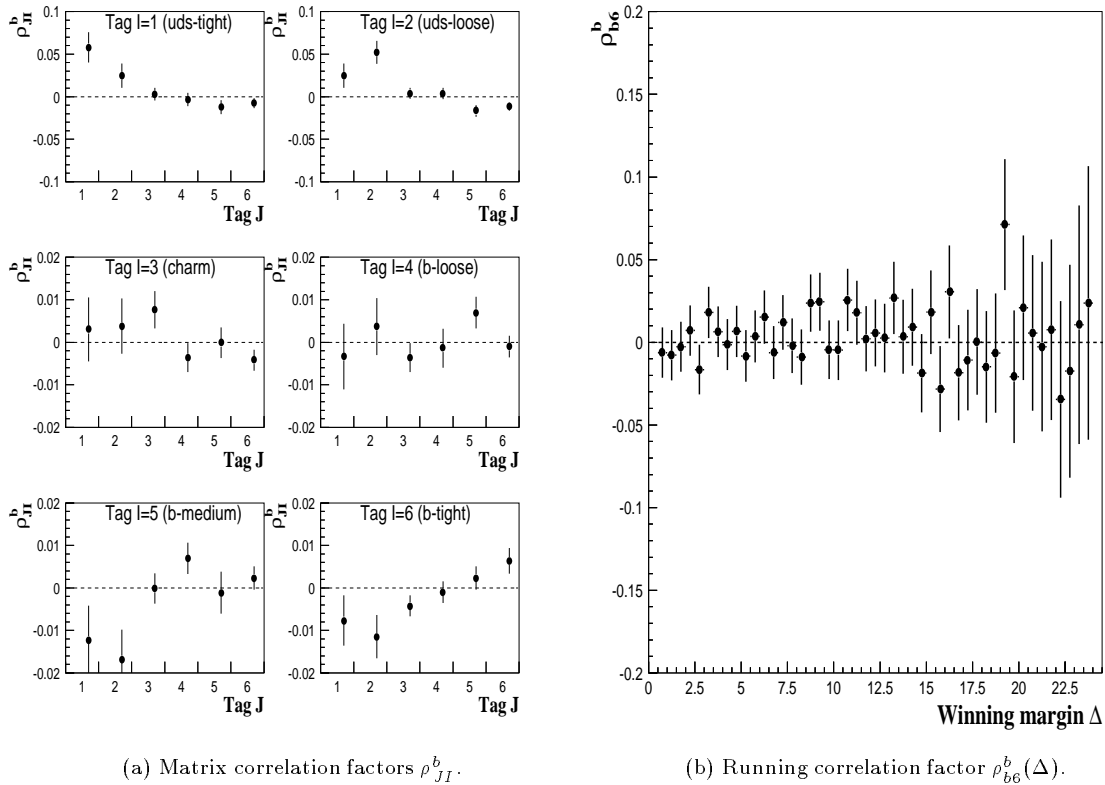 ρ^b_JI
Tag I=1 (uds-tight)
0.1
0.05
0
-0.05
-0.1
1 2 3 4 5 6
Tag J
ρ^b_JI
Tag I=2 (uds-loose)
0.1
0.05
0
-0.05
-0.1
1 2 3 4 5 6
Tag J
ρ^b_JI
Tag I=3 (charm)
0.02
0.01
0
-0.01
-0.02
1 2 3 4 5 6
Tag J
ρ^b_JI
Tag I=4 (b-loose)
0.02
0.01
0
-0.01
-0.02
1 2 3 4 5 6
Tag J
ρ^b_JI
Tag I=5 (b-medium)
0.02
0.01
0
-0.01
-0.02
1 2 3 4 5 6
Tag J
ρ^b_JI
Tag I=6 (b-tight)
0.02
0.01
0
-0.01
-0.02
1 2 3 4 5 6
Tag J
(a) Matrix correlation factors ρ^b_JI.
ρ^b_b6
0.2
0.15
0.1
0.05
0
-0.05
-0.1
-0.15
-0.2
0 2.5 5 7.5 10 12.5 15 17.5 20 22.5
Winning margin Δ
(b) Running correlation factor ρ^b_b6(Δ).